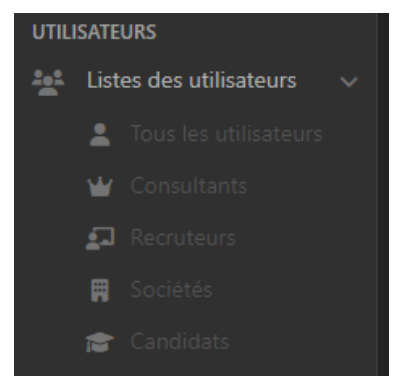 UTILISATEURS
Listes des utilisateurs
Tous les utilisateurs
Consultants
Recruteurs
Sociétés
Candidats